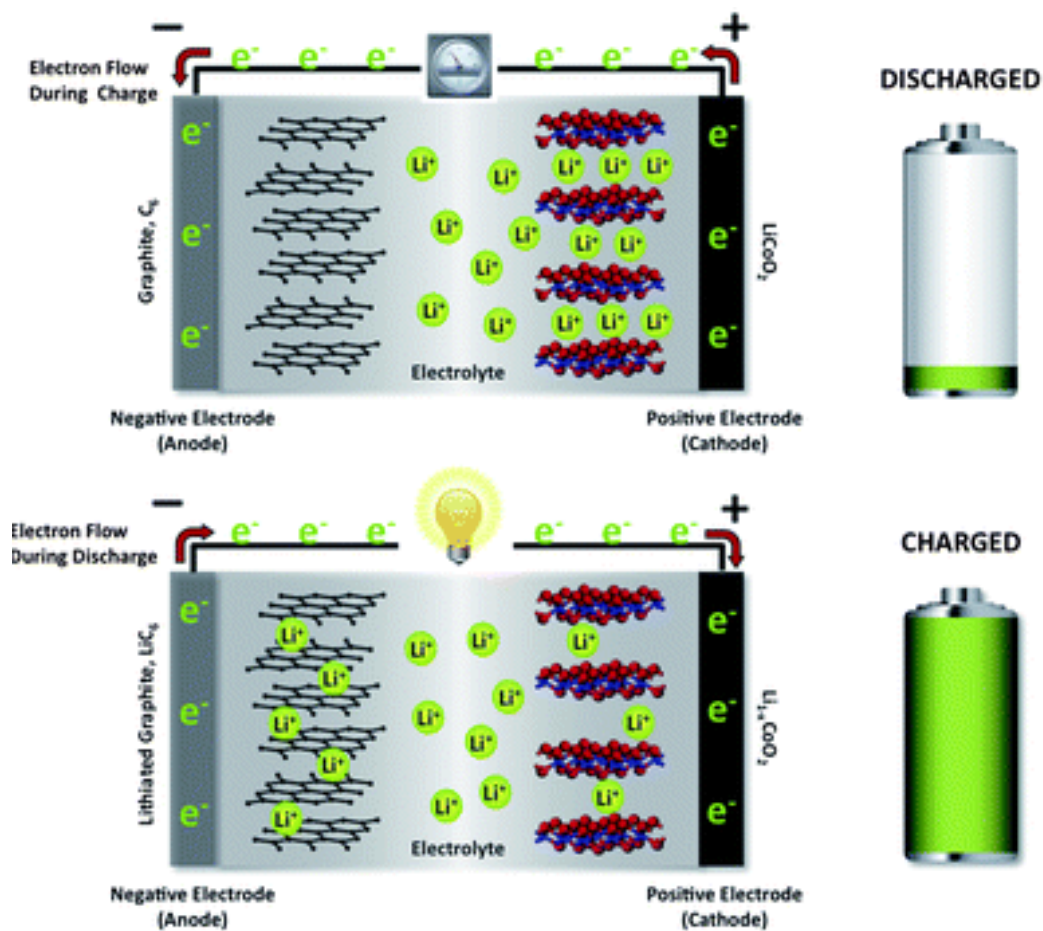 − +
e⁻ e⁻ e⁻ e⁻ e⁻ e⁻
Electron Flow
During Charge
DISCHARGED
e⁻ e⁻
Li⁺ Li⁺ Li⁺ Li⁺ Li⁺
Graphite, C₆
e⁻ Li⁺ Li⁺ Li⁺ Li⁺ e⁻
LiCoO₂
Li⁺
e⁻ Li⁺ Li⁺ Li⁺ Li⁺ Li⁺ e⁻
Electrolyte
Negative Electrode
(Anode)
Positive Electrode
(Cathode)
− +
e⁻ e⁻ e⁻ e⁻ e⁻ e⁻
Electron Flow
During Discharge
CHARGED
e⁻ e⁻
Li⁺ Li⁺ Li⁺ Li⁺
Li⁺ Li⁺
Lithiated Graphite, LiC₆
e⁻ Li⁺ Li⁺ Li⁺ e⁻
Li₁₋ₓCoO₂
Li⁺ Li⁺
Li⁺ Li⁺ Li⁺
e⁻ Li⁺ e⁻
Electrolyte
Negative Electrode
(Anode)
Positive Electrode
(Cathode)